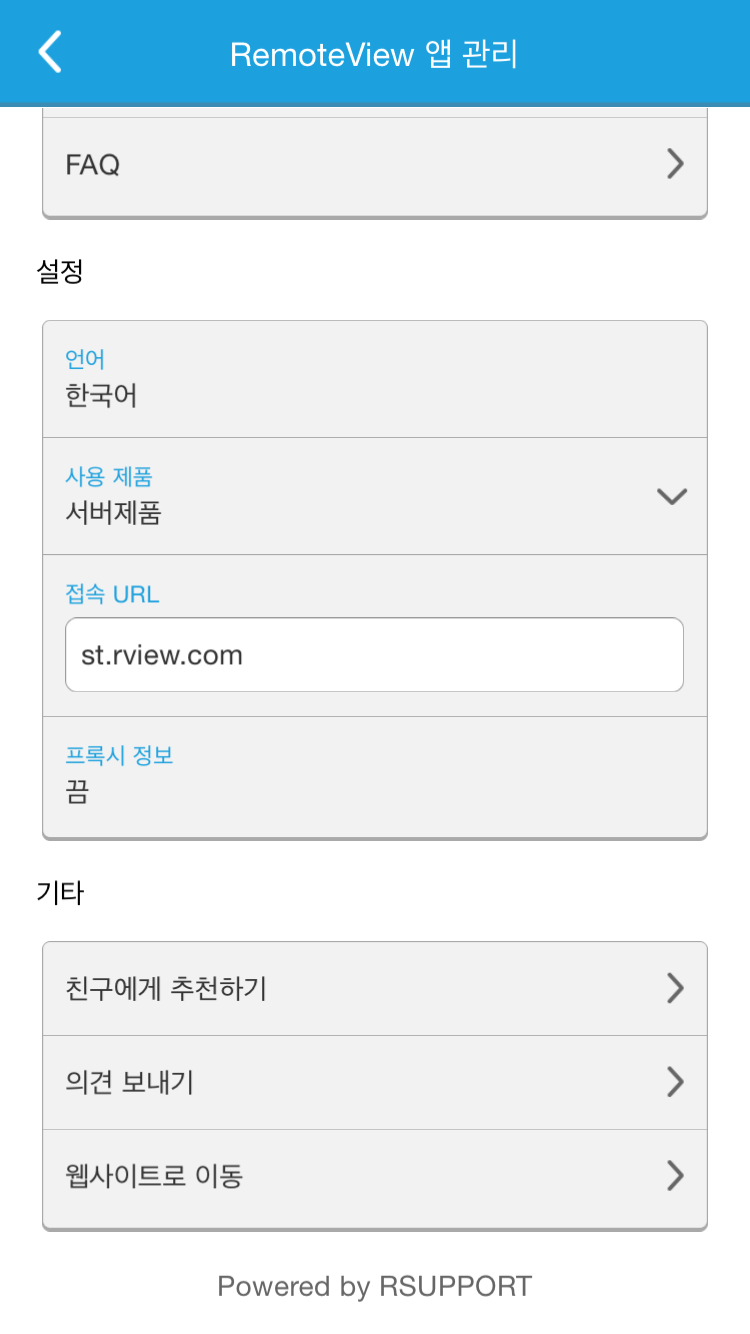 RemoteView 앱 관리
FAQ
설정
언어
한국어
사용 제품
서버제품
접속 URL
st.rview.com
프록시 정보
끔
기타
친구에게 추천하기
의견 보내기
웹사이트로 이동
Powered by RSUPPORT